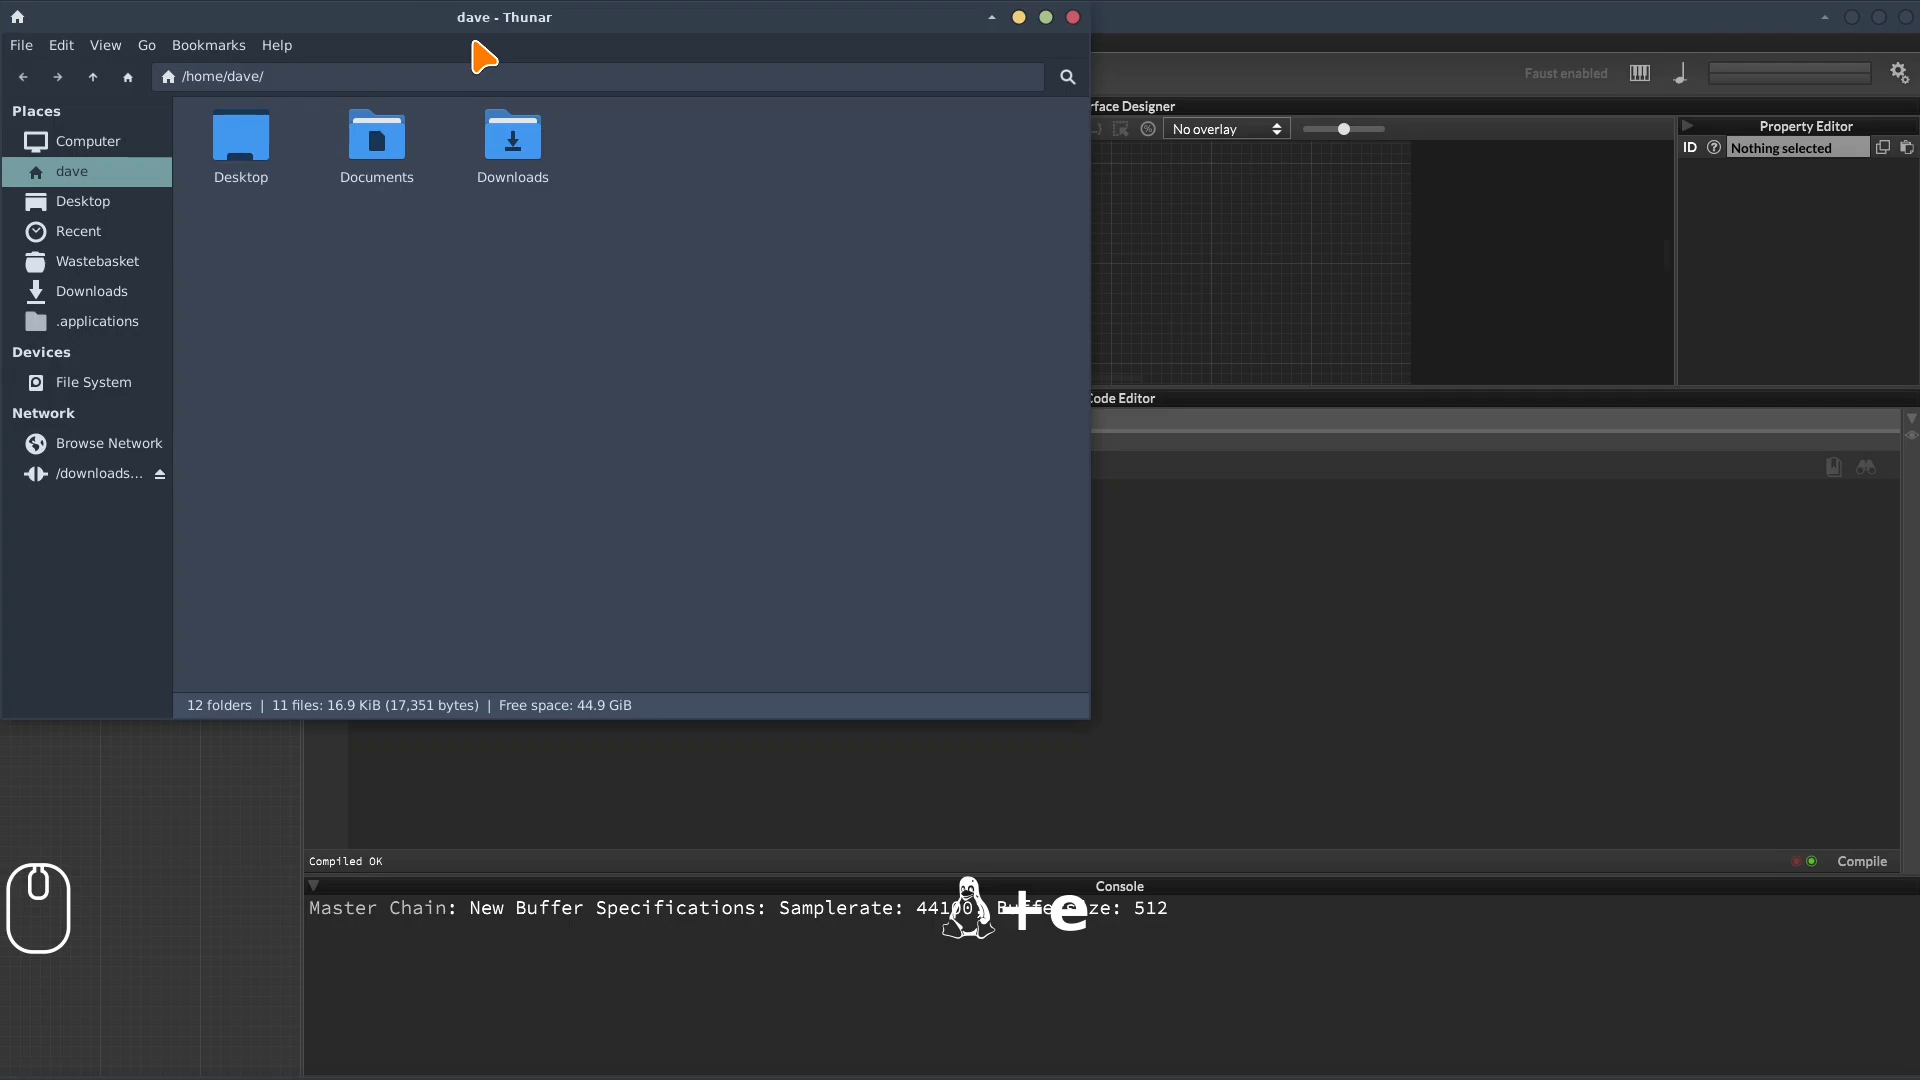 dave - Thunar
File Edit View Go Bookmarks Help
/home/dave/
Places
Computer
dave
Desktop
Recent
Wastebasket
Downloads
.applications
Devices
File System
Network
Browse Network
/downloads...
Desktop Documents Downloads
12 folders | 11 files: 16.9 KiB (17,351 bytes) | Free space: 44.9 GiB
Faust enabled
rface Designer
No overlay
Property Editor
ID Nothing selected
Code Editor
Compiled OK
Compile
Console
Master Chain: New Buffer Specifications: Samplerate: 44100, Buffersize: 512
+e